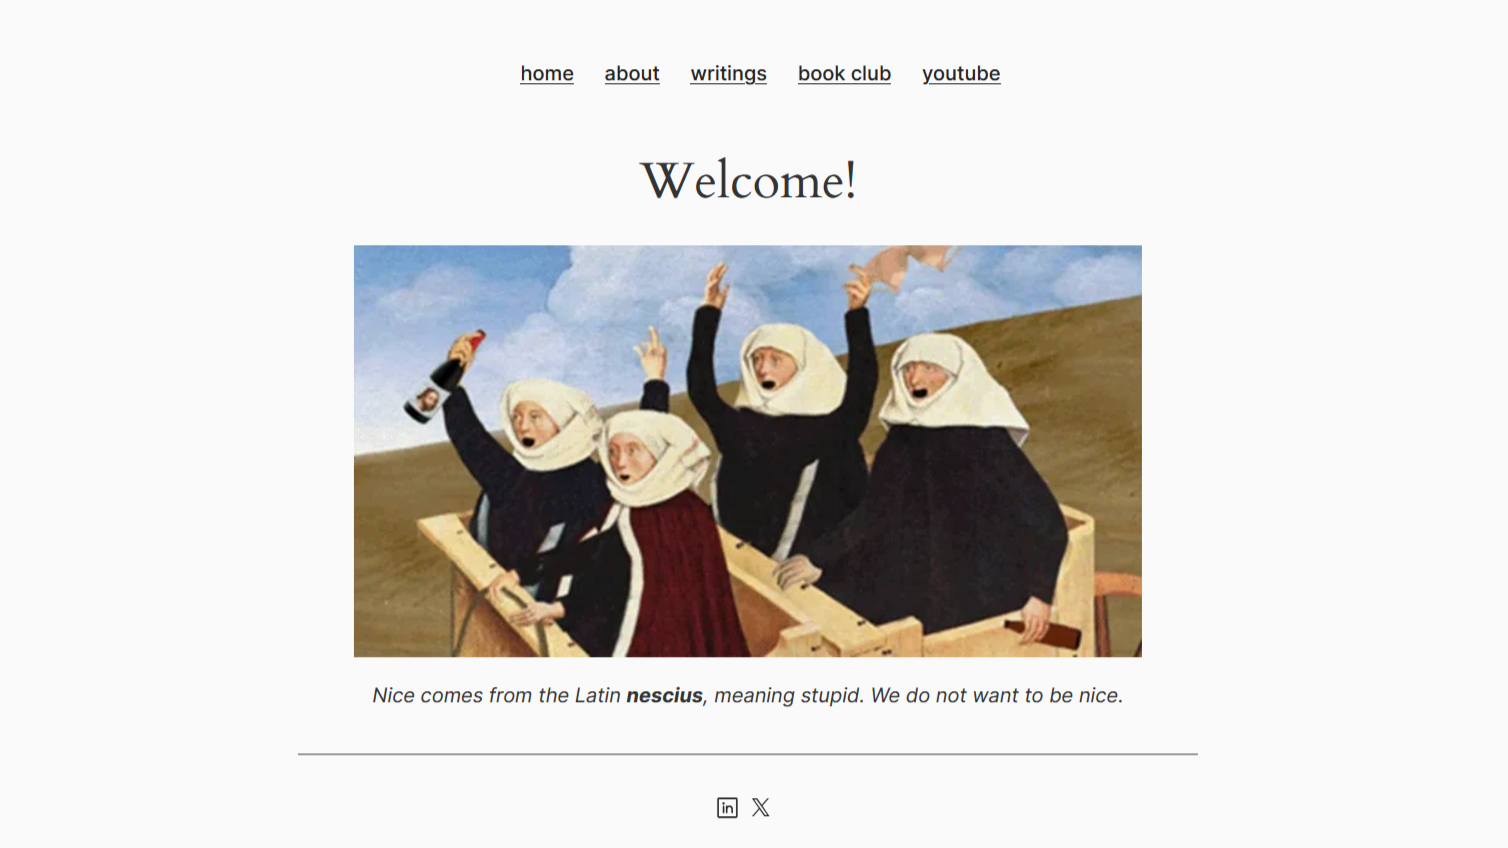 home about writings book club youtube
Welcome!
Nice comes from the Latin nescius, meaning stupid. We do not want to be nice.
in X